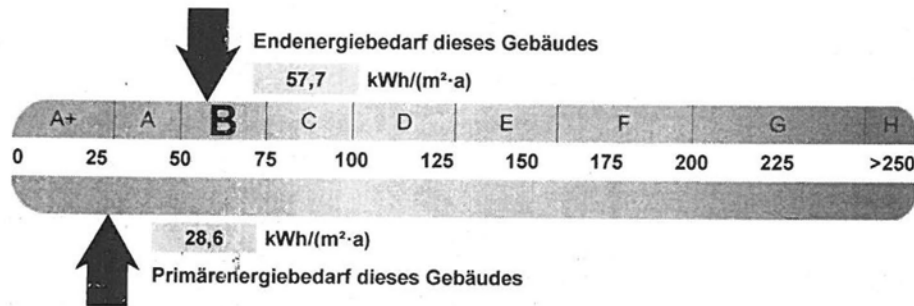 Endenergiebedarf dieses Gebäudes
57,7 kWh/(m²·a)
A+ A B C D E F G H
0 25 50 75 100 125 150 175 200 225 >250
28,6 kWh/(m²·a)
Primärenergiebedarf dieses Gebäudes